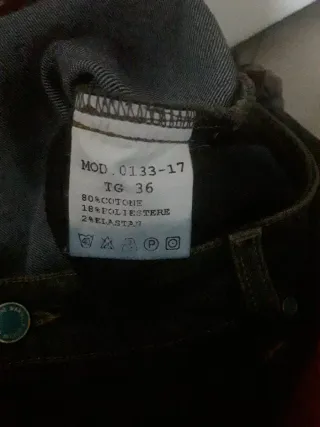 MOD.0133-17
TG 36
80%COTONE
18%POLIESTERE
2%ELASTAN
P